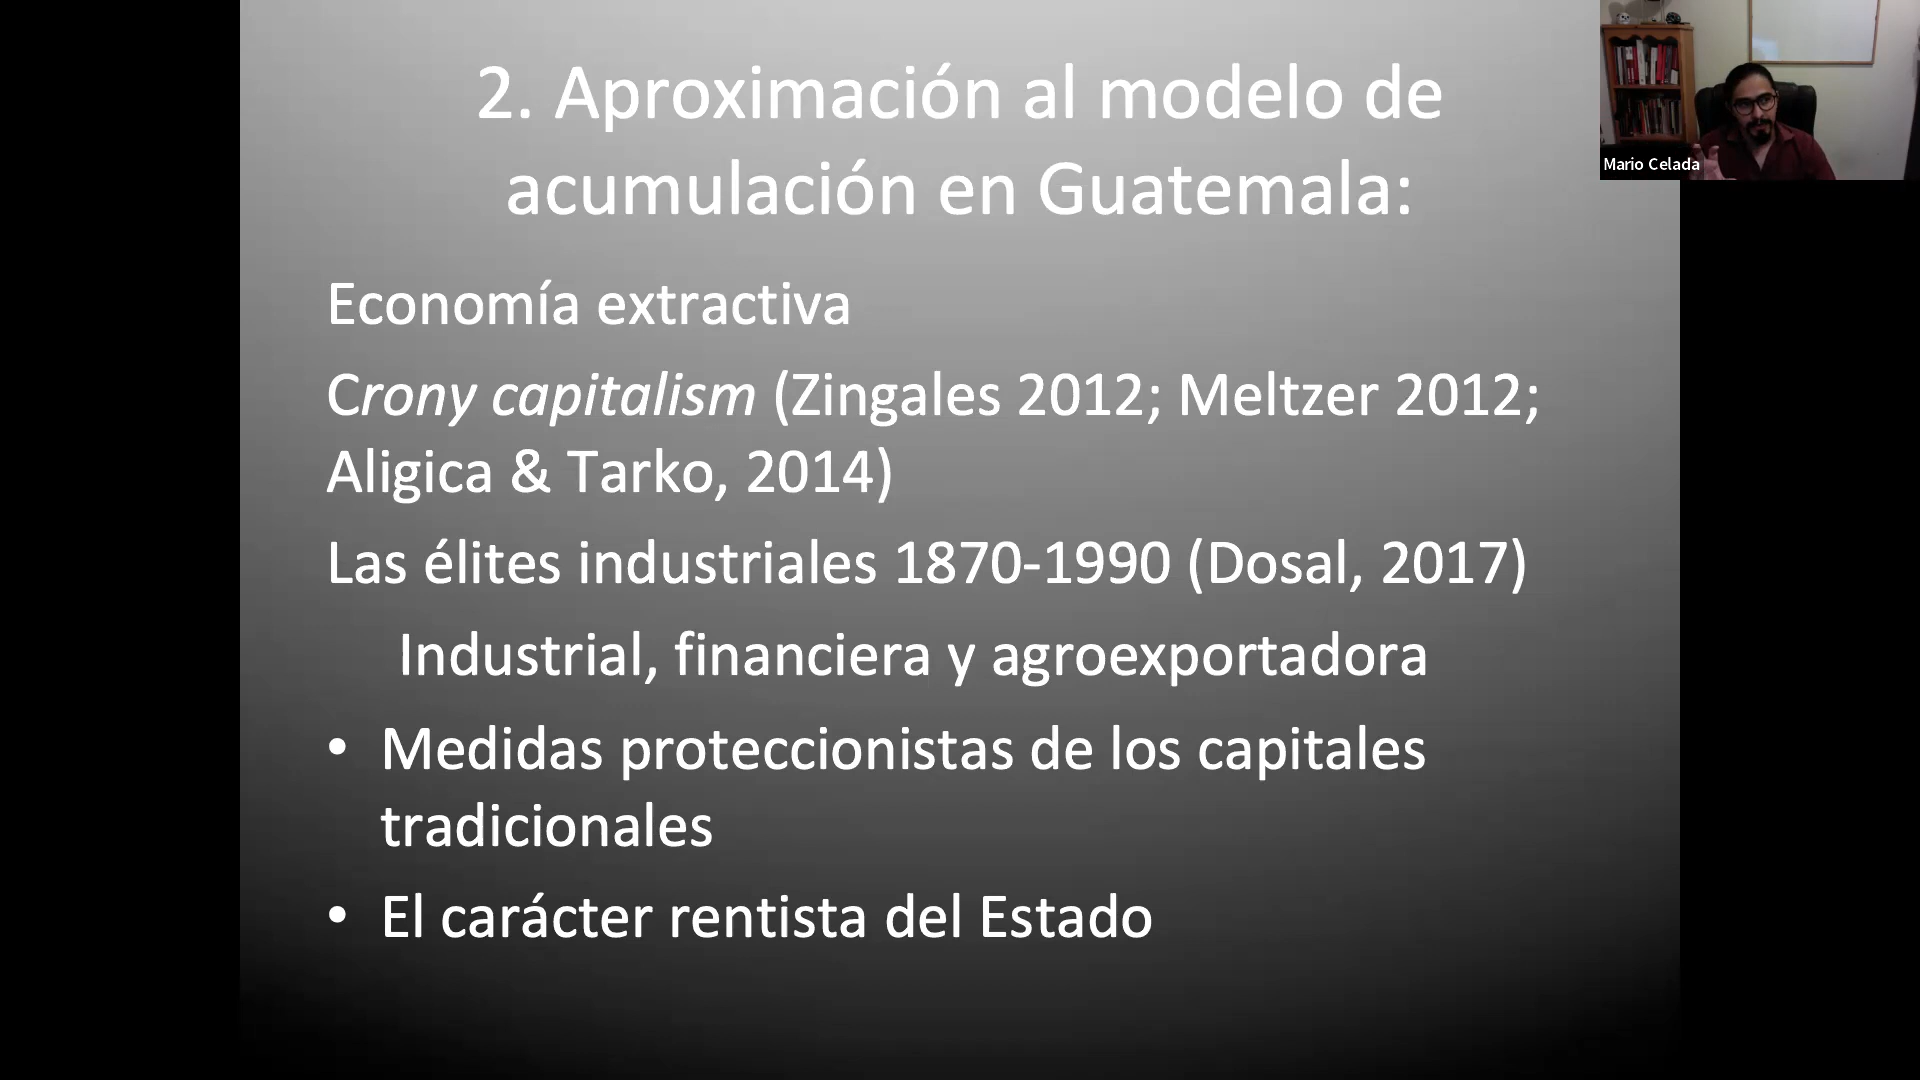 2. Aproximación al modelo de
acumulación en Guatemala:
Economía extractiva
Crony capitalism (Zingales 2012; Meltzer 2012;
Aligica & Tarko, 2014)
Las élites industriales 1870-1990 (Dosal, 2017)
Industrial, financiera y agroexportadora
• Medidas proteccionistas de los capitales
tradicionales
• El carácter rentista del Estado
Mario Celada